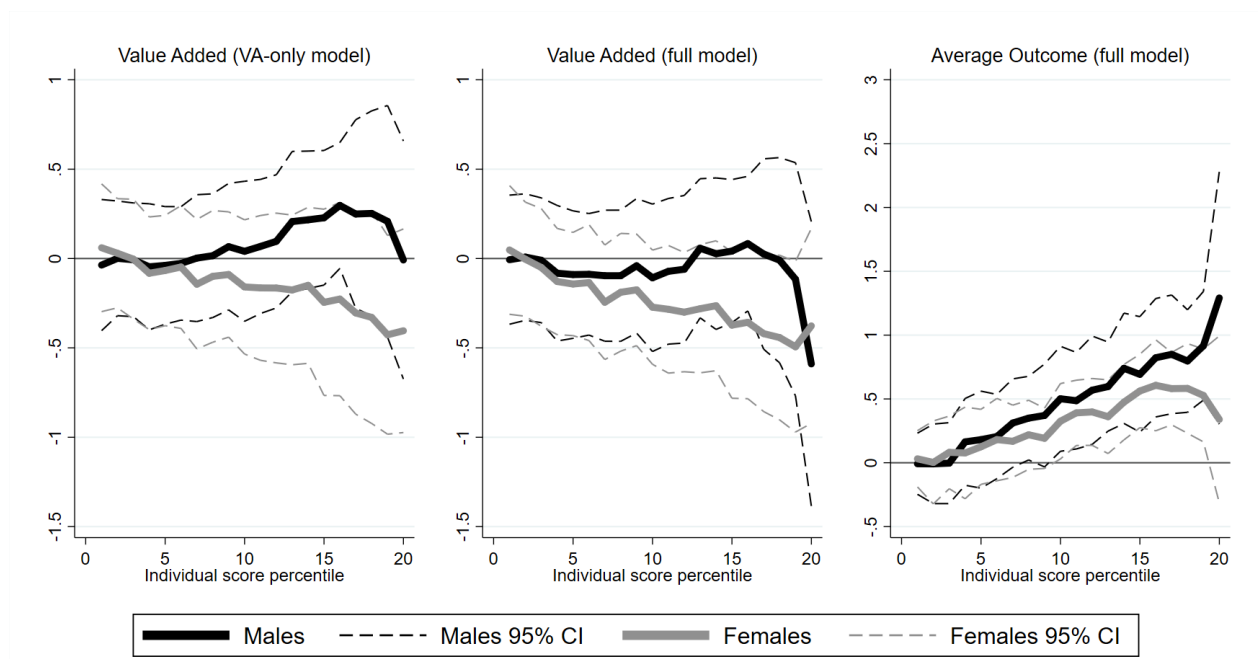 Value Added (VA-only model)
1
.5
0
-.5
-1
-1.5
0 5 10 15 20
Individual score percentile
Value Added (full model)
1
.5
0
-.5
-1
-1.5
0 5 10 15 20
Individual score percentile
Average Outcome (full model)
3
2.5
2
1.5
1
.5
0
-.5
0 5 10 15 20
Individual score percentile
Males Males 95% CI Females Females 95% CI